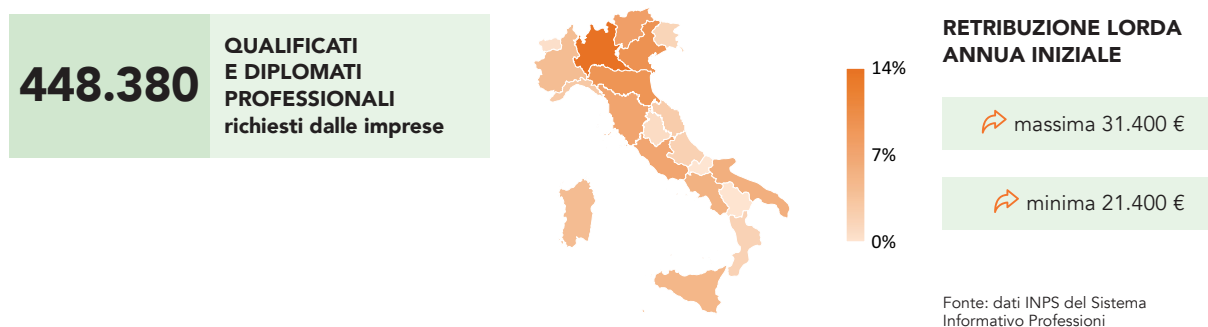 448.380
QUALIFICATI
E DIPLOMATI
PROFESSIONALI
richiesti dalle imprese
14%
7%
0%
RETRIBUZIONE LORDA
ANNUA INIZIALE
massima 31.400 €
minima 21.400 €
Fonte: dati INPS del Sistema
Informativo Professioni